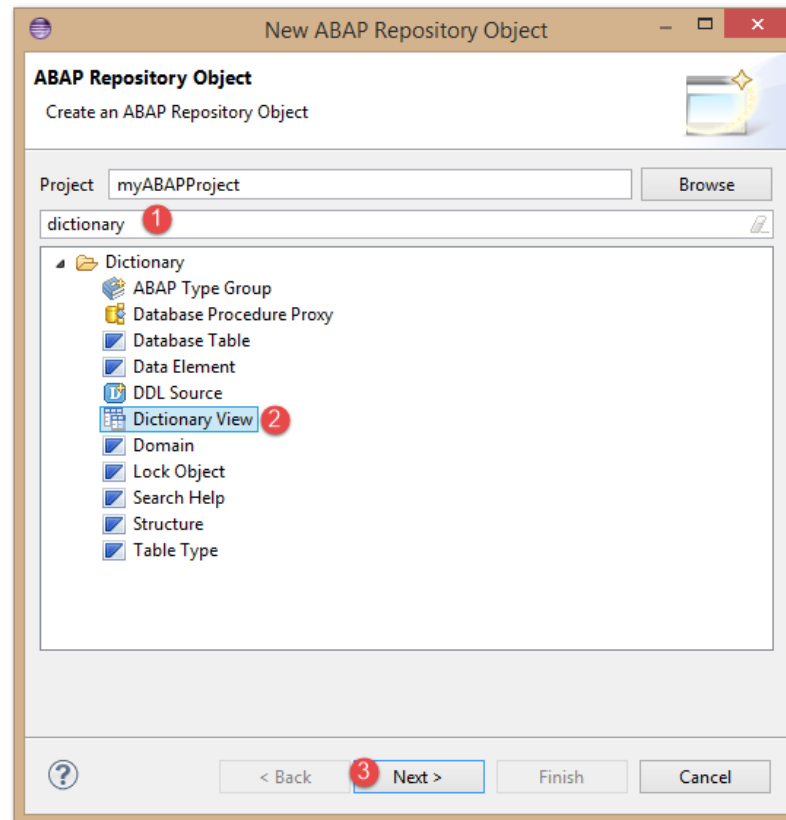 New ABAP Repository Object
ABAP Repository Object
Create an ABAP Repository Object
Project myABAPProject Browse
dictionary 1
Dictionary
ABAP Type Group
Database Procedure Proxy
Database Table
Data Element
DDL Source
Dictionary View 2
Domain
Lock Object
Search Help
Structure
Table Type
? < Back 3 Next > Finish Cancel